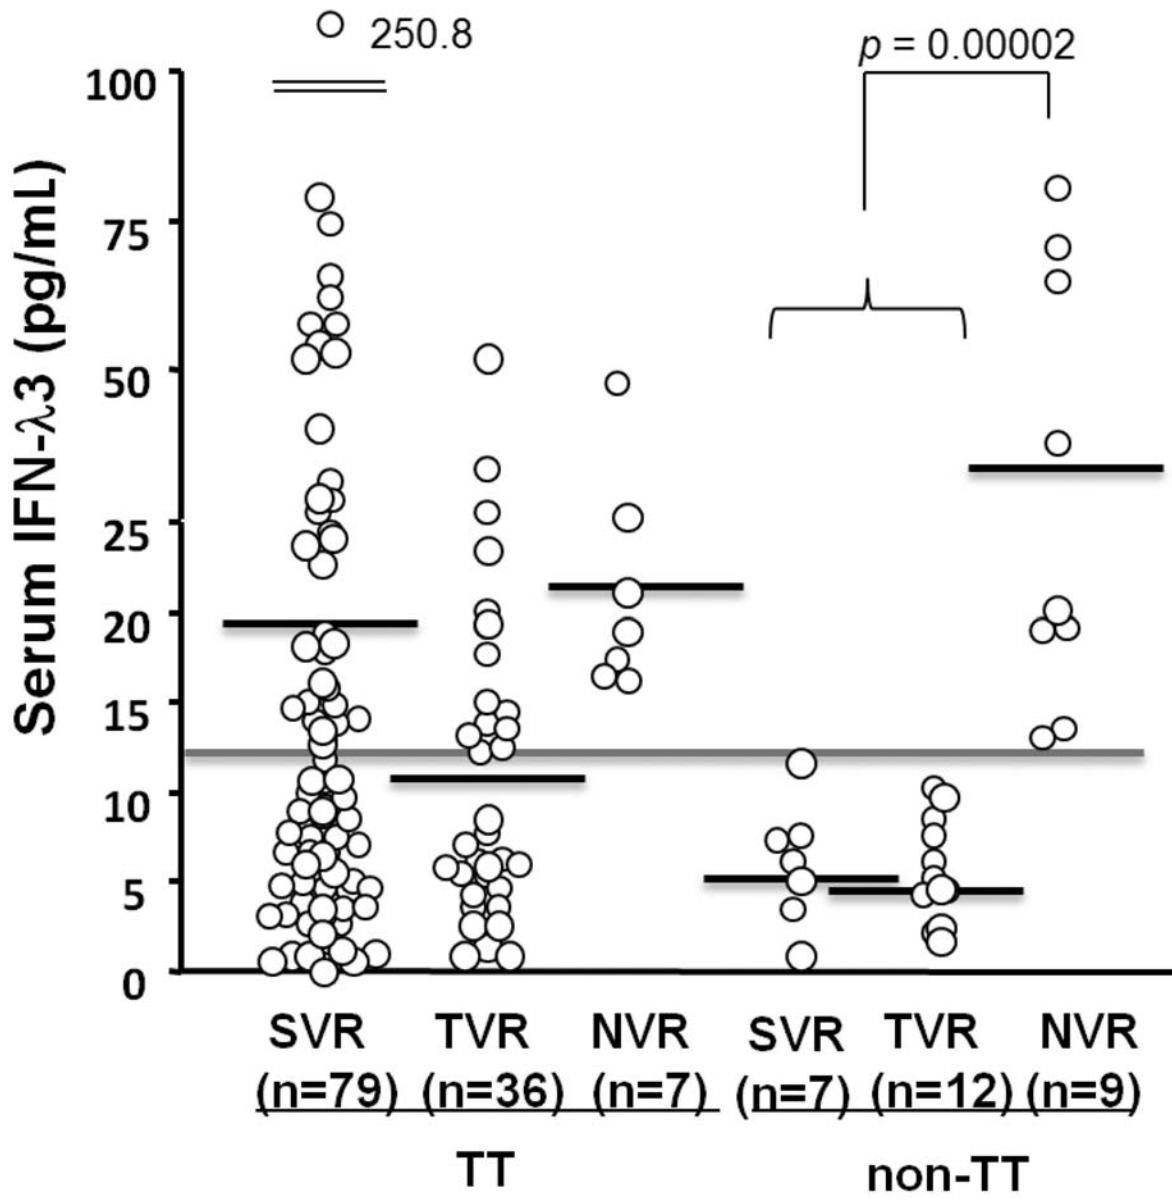 250.8
p = 0.00002
Serum IFN-λ3 (pg/mL)
100
75
50
25
20
15
10
5
0
SVR TVR NVR SVR TVR NVR
(n=79) (n=36) (n=7) (n=7) (n=12) (n=9)
TT non-TT